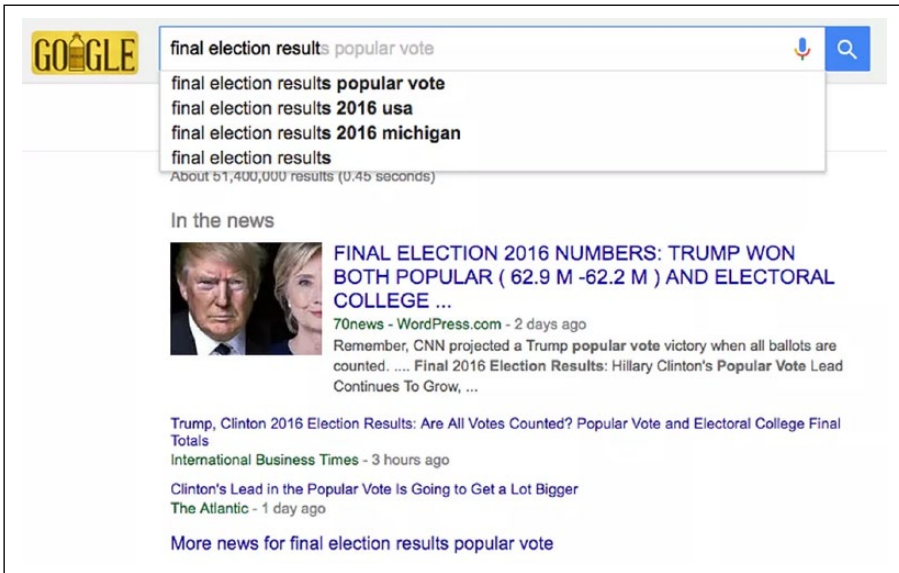 GOOGLE
final election results popular vote
final election results popular vote
final election results 2016 usa
final election results 2016 michigan
final election results
About 51,400,000 results (0.45 seconds)
In the news
FINAL ELECTION 2016 NUMBERS: TRUMP WON
BOTH POPULAR ( 62.9 M -62.2 M ) AND ELECTORAL
COLLEGE ...
70news - WordPress.com - 2 days ago
Remember, CNN projected a Trump popular vote victory when all ballots are
counted. .... Final 2016 Election Results: Hillary Clinton's Popular Vote Lead
Continues To Grow, ...
Trump, Clinton 2016 Election Results: Are All Votes Counted? Popular Vote and Electoral College Final
Totals
International Business Times - 3 hours ago
Clinton's Lead in the Popular Vote Is Going to Get a Lot Bigger
The Atlantic - 1 day ago
More news for final election results popular vote